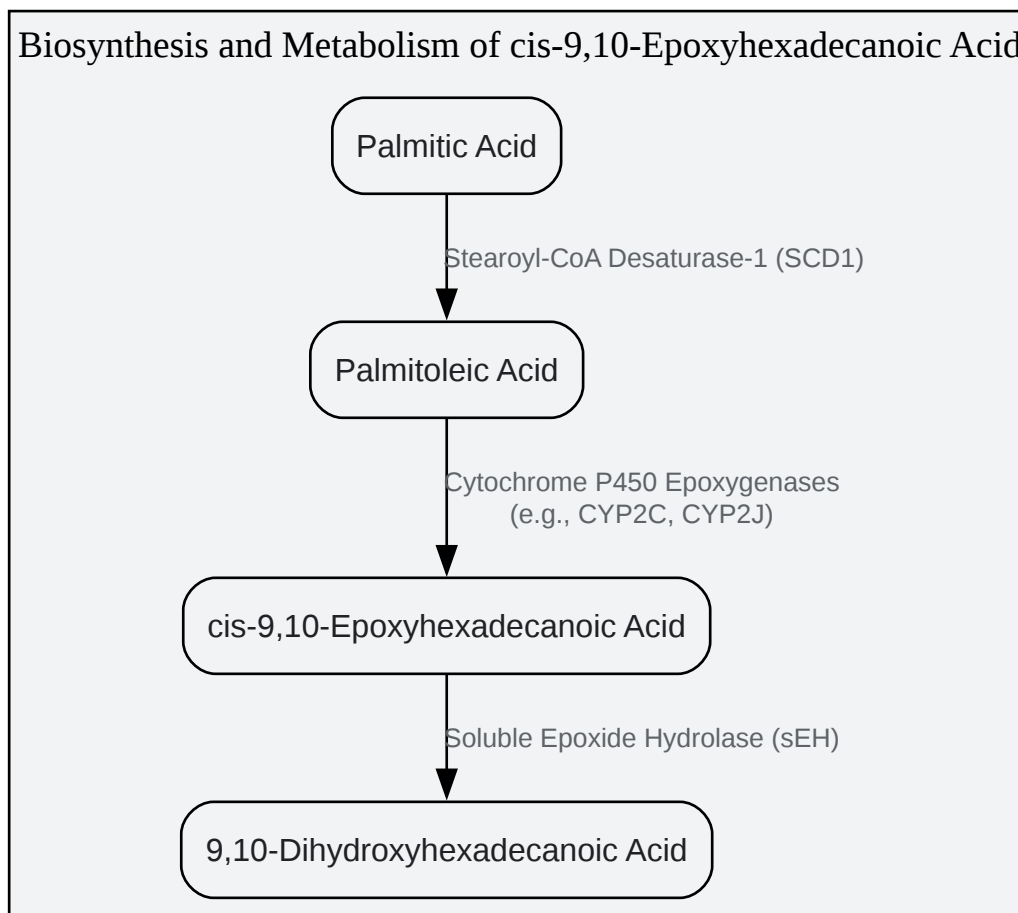 Biosynthesis and Metabolism of cis-9,10-Epoxyhexadecanoic Acid
Palmitic Acid
Stearoyl-CoA Desaturase-1 (SCD1)
Palmitoleic Acid
Cytochrome P450 Epoxygenases
(e.g., CYP2C, CYP2J)
cis-9,10-Epoxyhexadecanoic Acid
Soluble Epoxide Hydrolase (sEH)
9,10-Dihydroxyhexadecanoic Acid